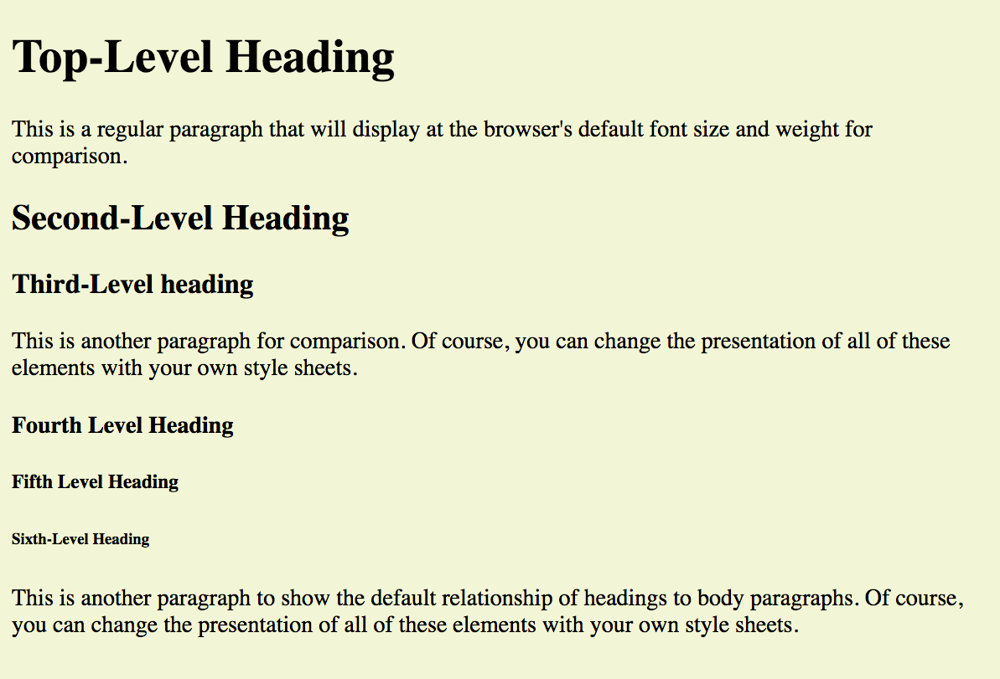 Top-Level Heading
This is a regular paragraph that will display at the browser's default font size and weight for
comparison.
Second-Level Heading
Third-Level heading
This is another paragraph for comparison. Of course, you can change the presentation of all of these
elements with your own style sheets.
Fourth Level Heading
Fifth Level Heading
Sixth-Level Heading
This is another paragraph to show the default relationship of headings to body paragraphs. Of course,
you can change the presentation of all of these elements with your own style sheets.